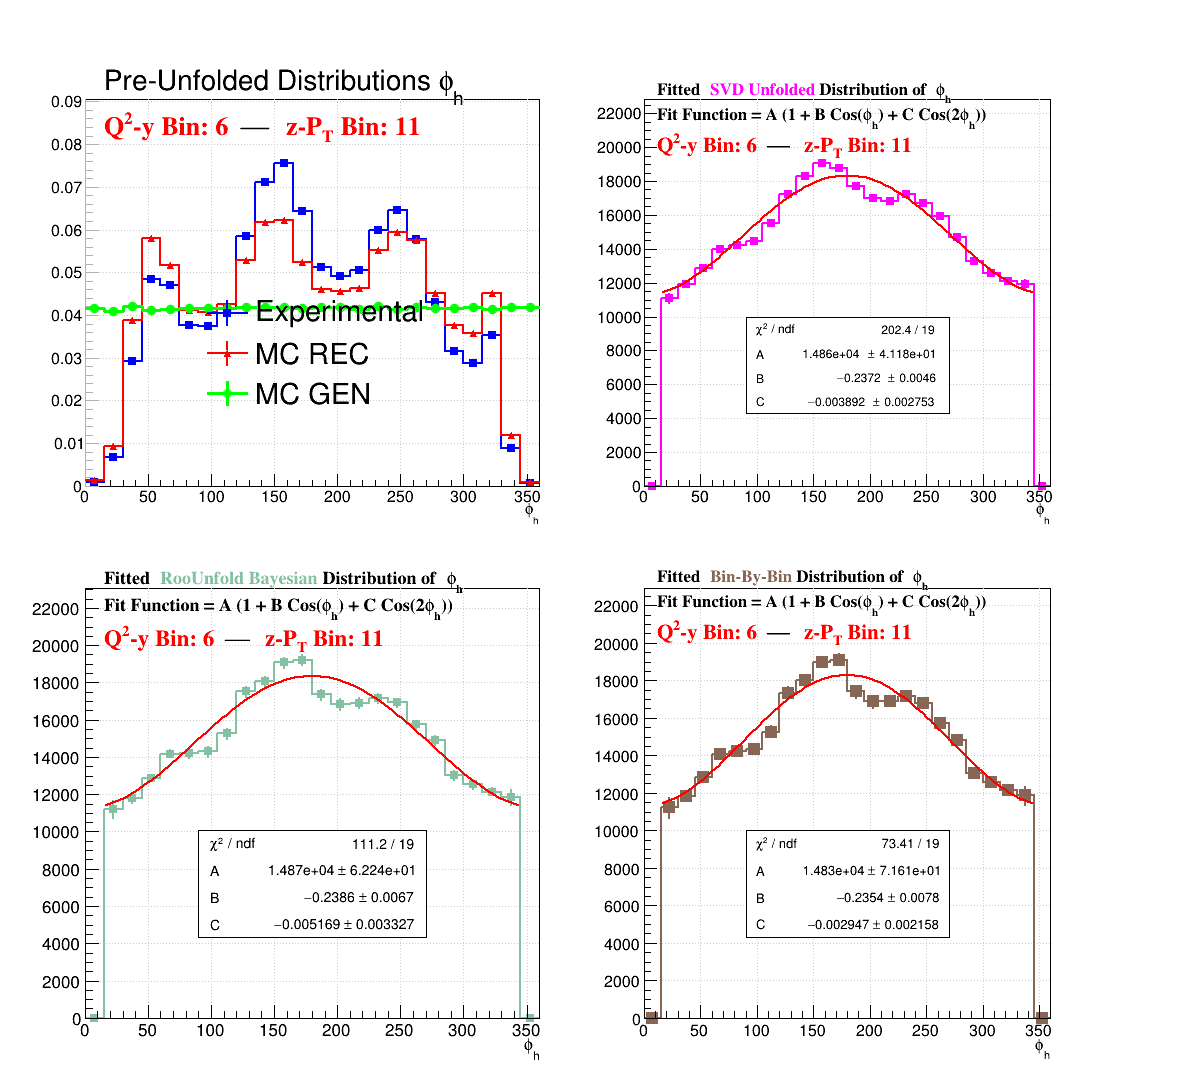 Pre-Unfolded Distributions ϕh
Q2-y Bin: 6 — z-PT Bin: 11
0.09
0.08
0.07
0.06
0.05
0.04
0.03
0.02
0.01
0
Experimental
MC REC
MC GEN
0 50 100 150 200 250 300 350
ϕh
Fitted SVD Unfolded Distribution of ϕh
Fit Function = A (1 + B Cos(ϕh) + C Cos(2ϕh))
Q2-y Bin: 6 — z-PT Bin: 11
22000
20000
18000
16000
14000
12000
10000
8000
6000
4000
2000
0
χ2 / ndf 202.4 / 19
A 1.486e+04 ± 4.118e+01
B −0.2372 ± 0.0046
C −0.003892 ± 0.002753
0 50 100 150 200 250 300 350
ϕh
Fitted RooUnfold Bayesian Distribution of ϕh
Fit Function = A (1 + B Cos(ϕh) + C Cos(2ϕh))
Q2-y Bin: 6 — z-PT Bin: 11
22000
20000
18000
16000
14000
12000
10000
8000
6000
4000
2000
0
χ2 / ndf 111.2 / 19
A 1.487e+04 ± 6.224e+01
B −0.2386 ± 0.0067
C −0.005169 ± 0.003327
0 50 100 150 200 250 300 350
ϕh
Fitted Bin-By-Bin Distribution of ϕh
Fit Function = A (1 + B Cos(ϕh) + C Cos(2ϕh))
Q2-y Bin: 6 — z-PT Bin: 11
22000
20000
18000
16000
14000
12000
10000
8000
6000
4000
2000
0
χ2 / ndf 73.41 / 19
A 1.483e+04 ± 7.161e+01
B −0.2354 ± 0.0078
C −0.002947 ± 0.002158
0 50 100 150 200 250 300 350
ϕh